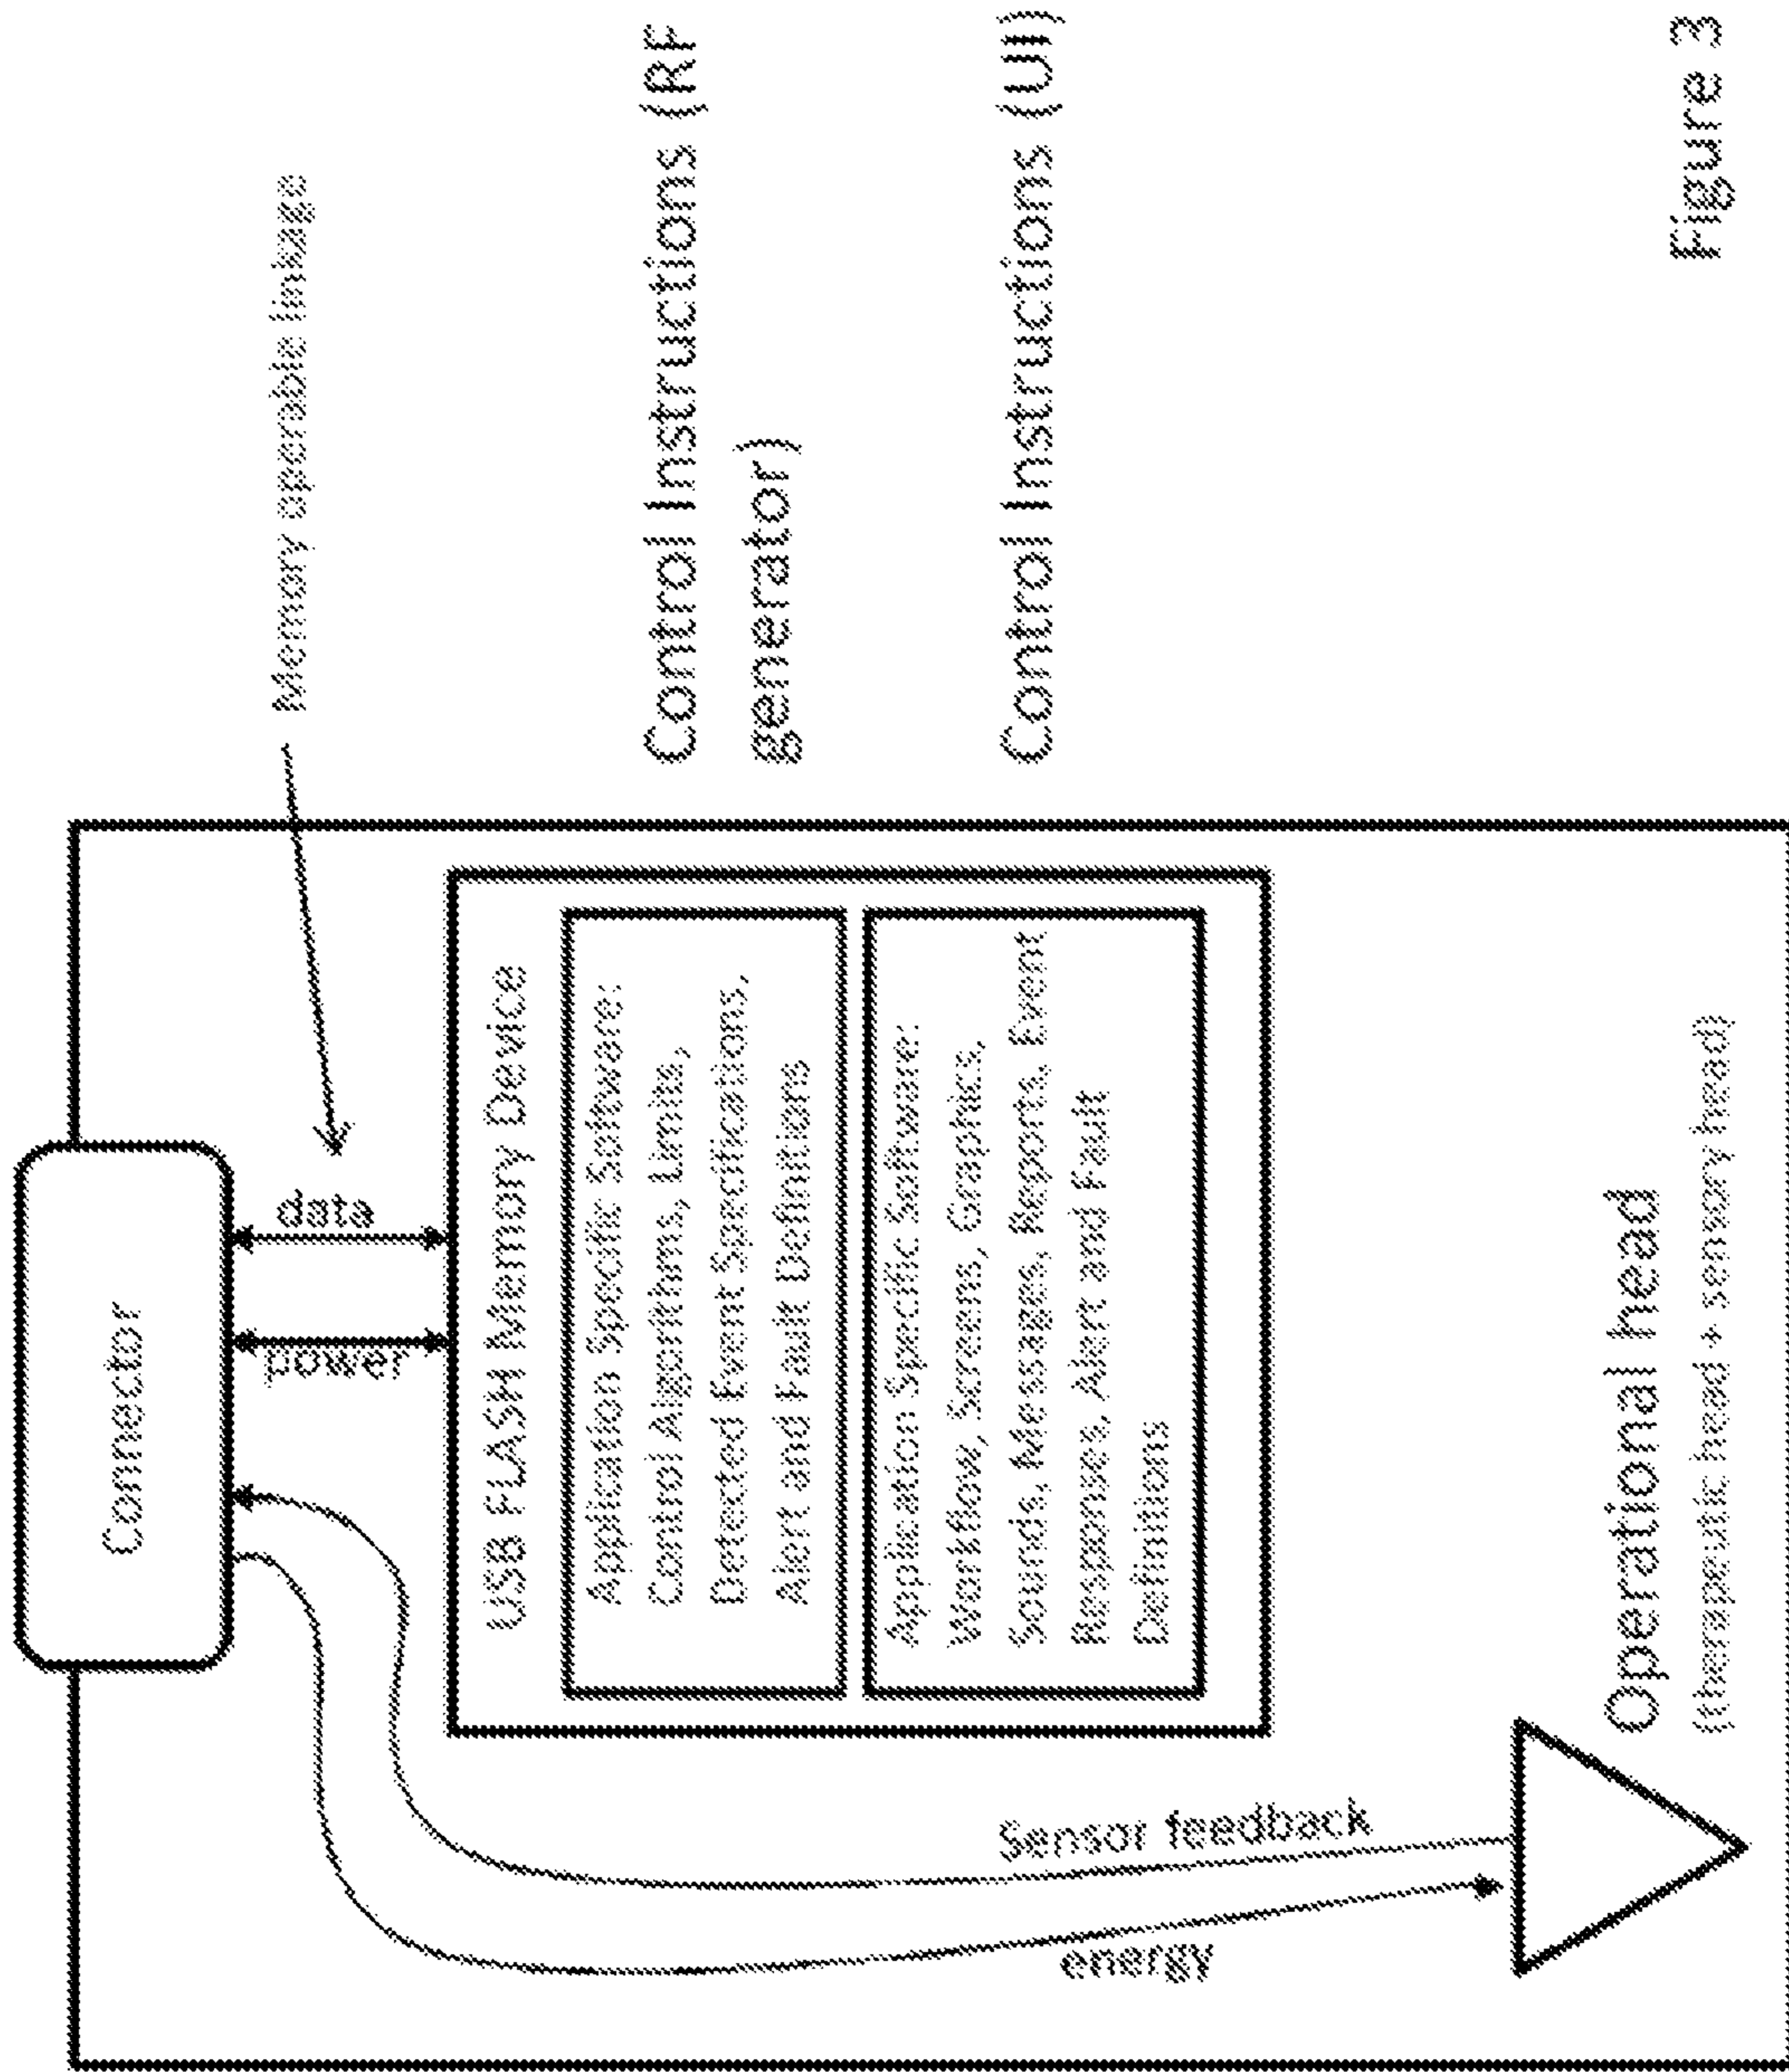 Connector
data
power
Memory operable linkage
USB FLASH Memory Device
Application Specific Software:
Control Algorithms, Limits,
Detected Event Specifications,
Alert and Fault Definitions
Control Instructions (RF
generator)
Application Specific Software:
Workflow, Screens, Graphics,
Sounds, Messages, Reports, Event
Responses, Alert and Fault
Definitions
Control Instructions (UI)
Sensor feedback
energy
Operational head
(therapeutic head + sensory head)
Figure 3